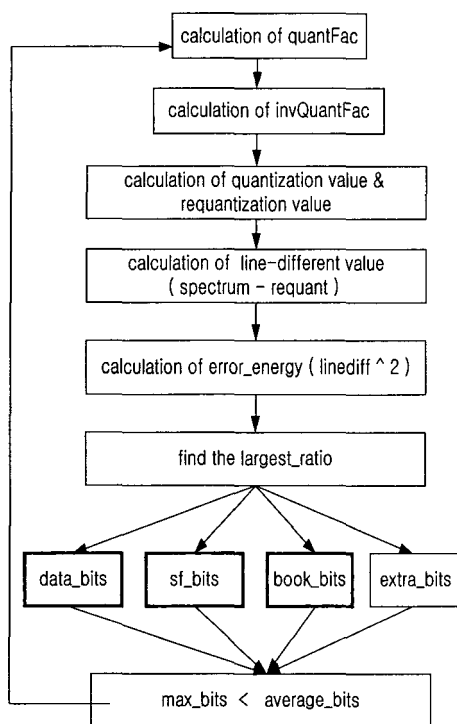 calculation of quantFac
calculation of invQuantFac
calculation of quantization value &
requantization value
calculation of line-different value
( spectrum - requant )
calculation of error_energy ( linediff ^ 2 )
find the largest_ratio
data_bits
sf_bits
book_bits
extra_bits
max_bits < average_bits